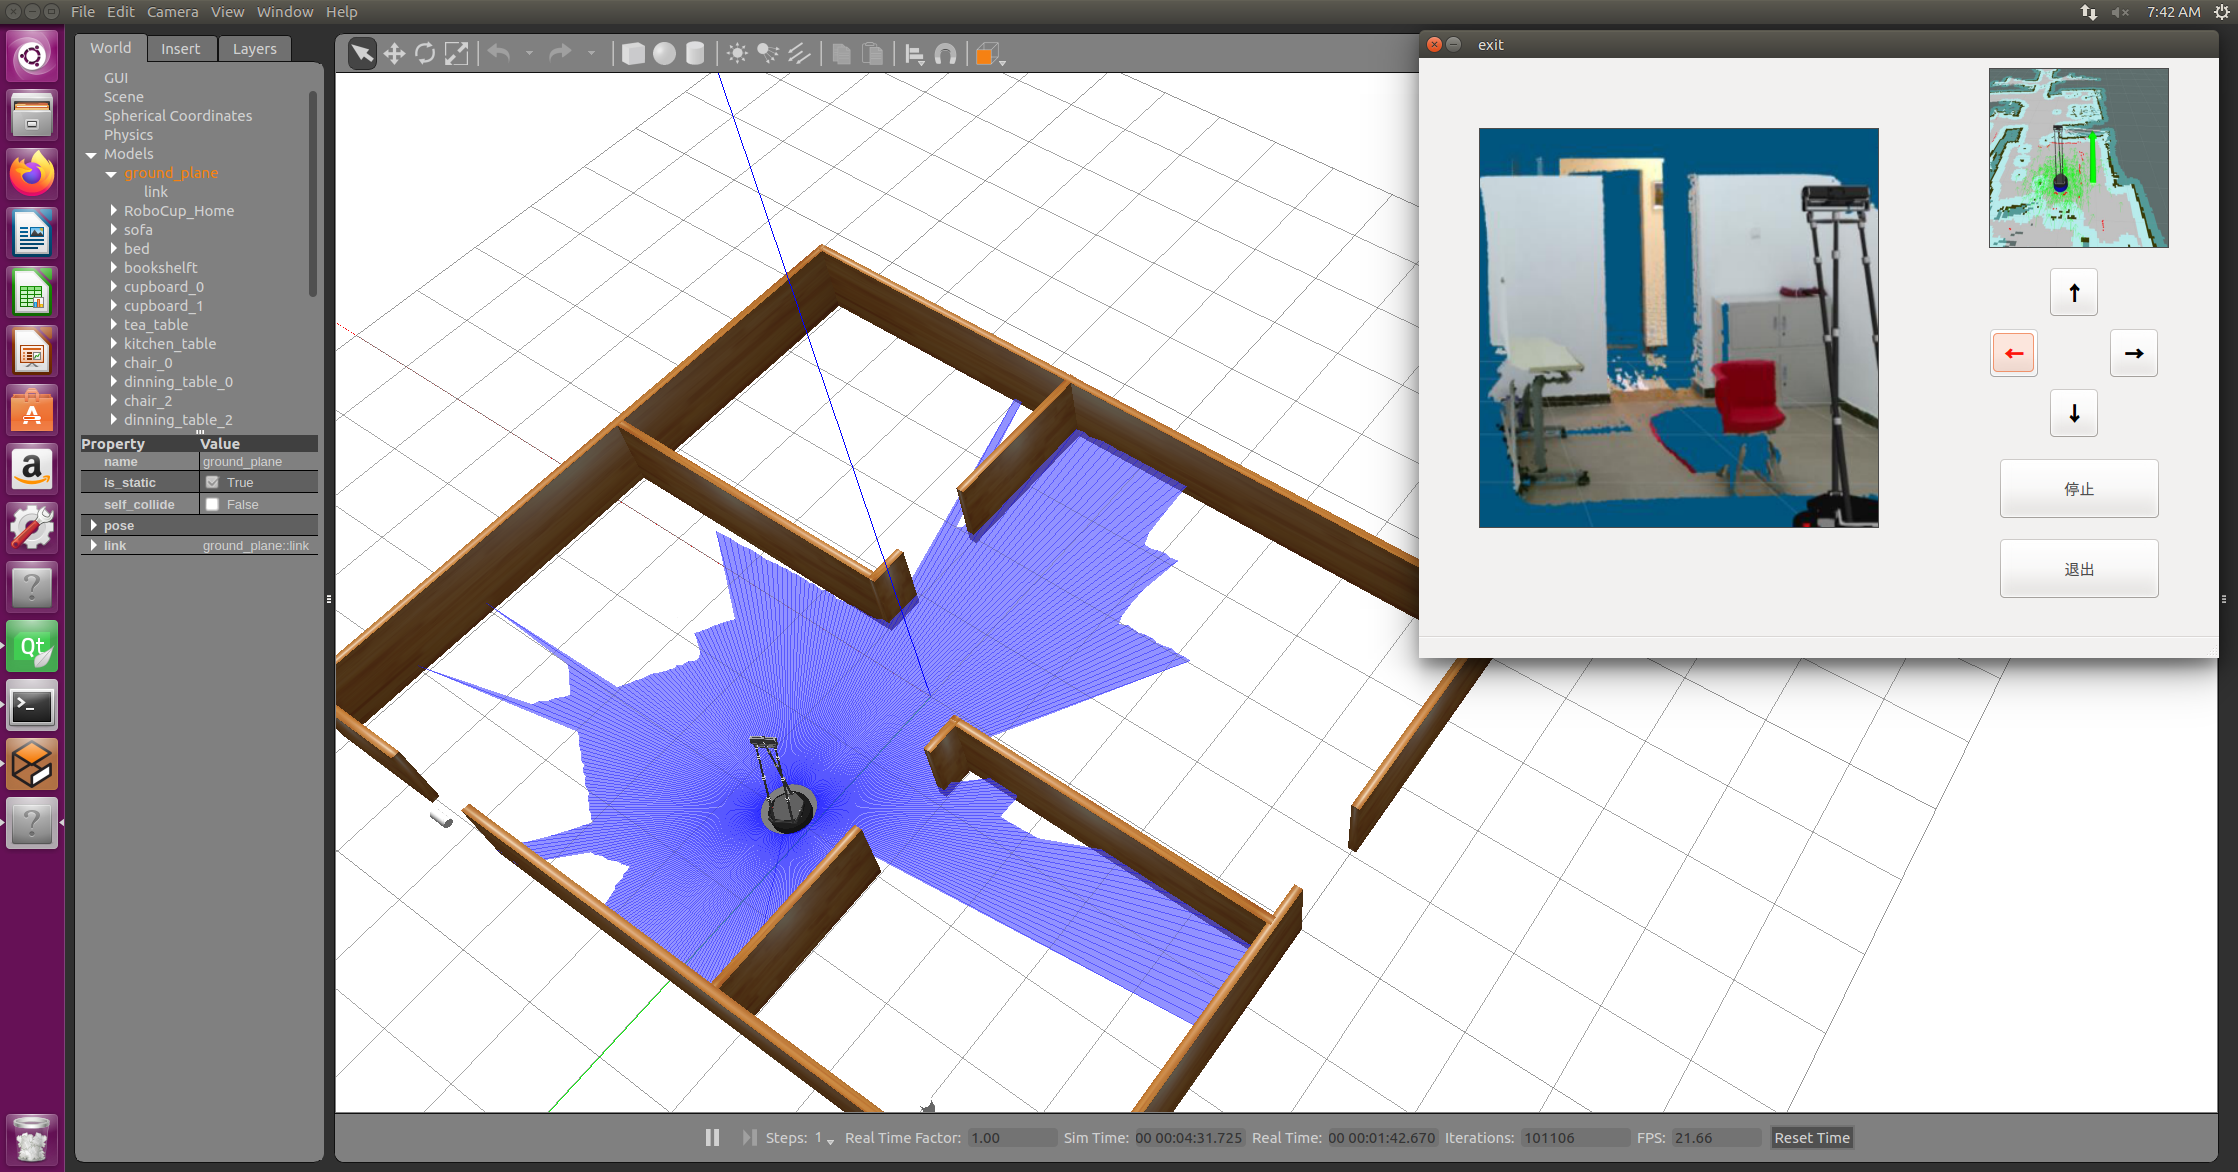 File Edit Camera View Window Help
7:42 AM
World Insert Layers
GUI
Scene
Spherical Coordinates
Physics
Models
ground_plane
link
RoboCup_Home
sofa
bed
bookshelft
cupboard_0
cupboard_1
tea_table
kitchen_table
chair_0
dinning_table_0
chair_2
dinning_table_2
Property Value
name ground_plane
is_static True
self_collide False
pose
link ground_plane::link
exit
停止
退出
Steps: 1 Real Time Factor: 1.00 Sim Time: 00 00:04:31.725 Real Time: 00 00:01:42.670 Iterations: 101106 FPS: 21.66 Reset Time